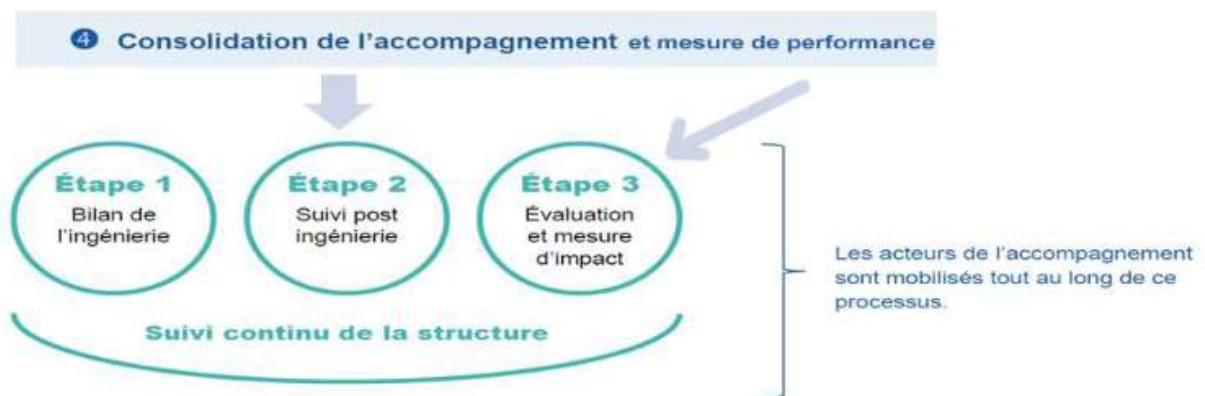 ❹ Consolidation de l'accompagnement et mesure de performance
Étape 1
Bilan de
l'ingénierie
Étape 2
Suivi post
ingénierie
Étape 3
Évaluation
et mesure
d'impact
Suivi continu de la structure
Les acteurs de l'accompagnement
sont mobilisés tout au long de ce
processus.